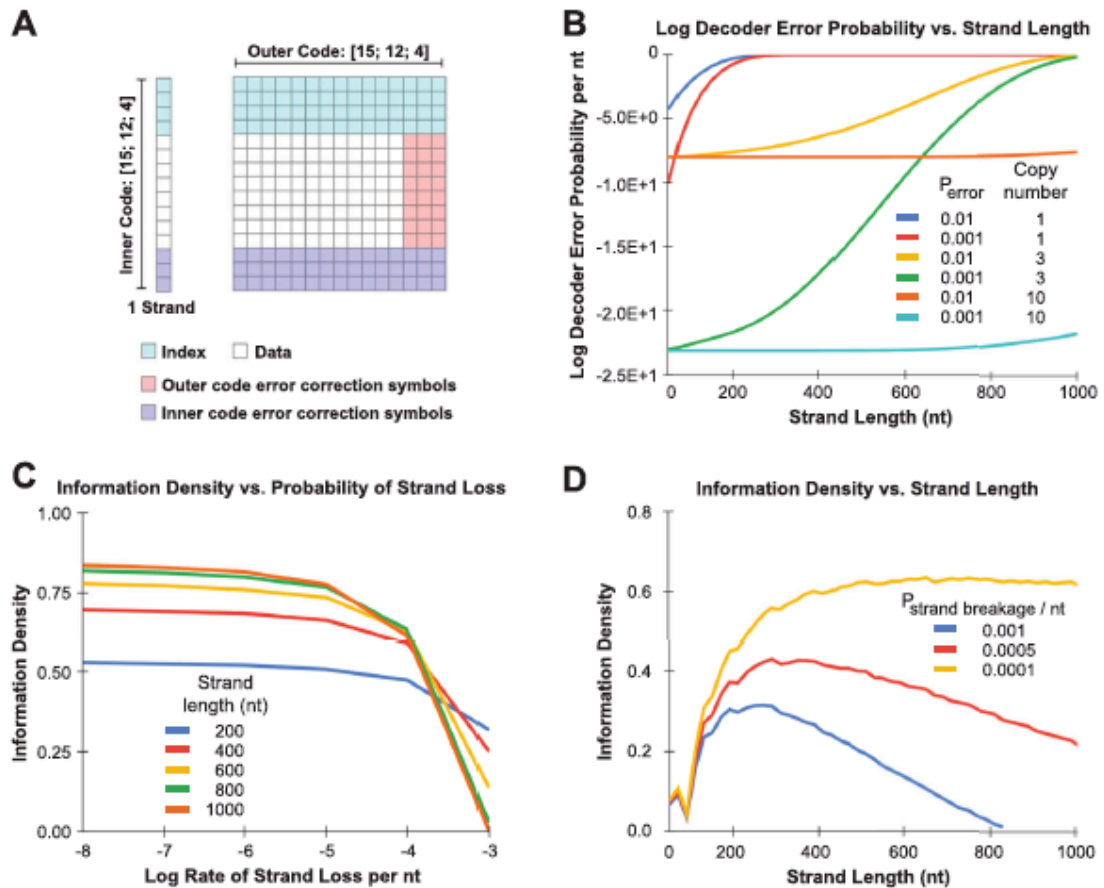 A
Outer Code: [15; 12; 4]
Inner Code: [15; 12; 4]
1 Strand
Index
Data
Outer code error correction symbols
Inner code error correction symbols
B
Log Decoder Error Probability vs. Strand Length
Log Decoder Error Probability per nt
0
-5.0E+0
-1.0E+1
-1.5E+1
-2.0E+1
-2.5E+1
P error Copy number
0.01 1
0.001 1
0.01 3
0.001 3
0.01 10
0.001 10
0 200 400 600 800 1000
Strand Length (nt)
C
Information Density vs. Probability of Strand Loss
Information Density
1.00
0.75
0.50
0.25
0.00
Strand
length (nt)
200
400
600
800
1000
-8 -7 -6 -5 -4 -3
Log Rate of Strand Loss per nt
D
Information Density vs. Strand Length
Information Density
0.8
0.6
0.4
0.2
0.0
P strand breakage / nt
0.001
0.0005
0.0001
0 200 400 600 800 1000
Strand Length (nt)